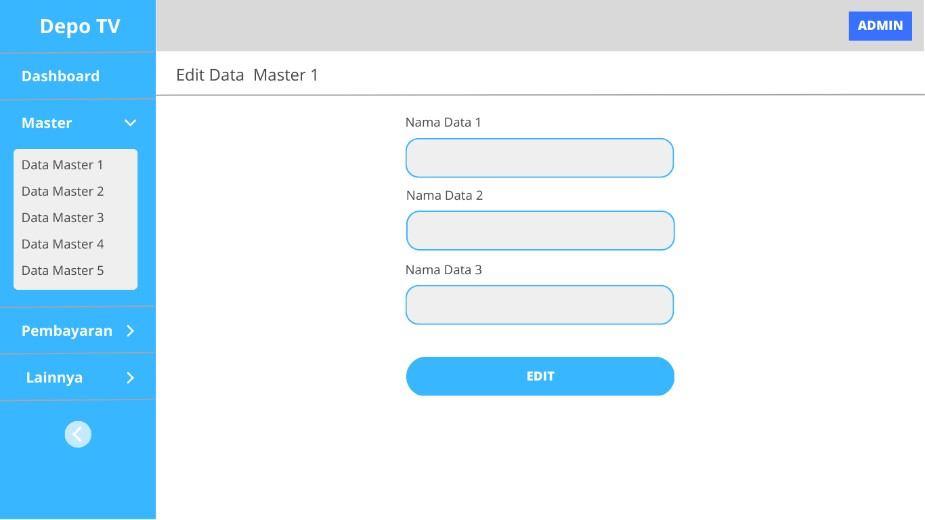 Depo TV
ADMIN
Dashboard
Master
Data Master 1
Data Master 2
Data Master 3
Data Master 4
Data Master 5
Pembayaran
Lainnya
Edit Data Master 1
Nama Data 1
Nama Data 2
Nama Data 3
EDIT